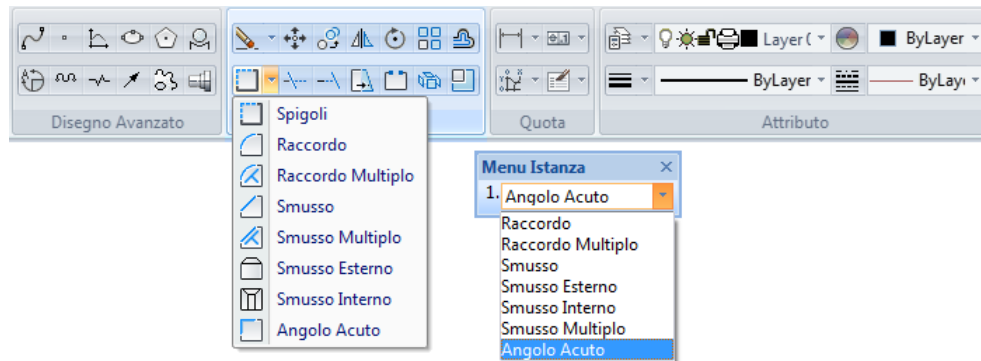 Layer (
ByLayer
ByLayer
ByLay
Disegno Avanzato
Quota
Attributo
Spigoli
Raccordo
Raccordo Multiplo
Smusso
Smusso Multiplo
Smusso Esterno
Smusso Interno
Angolo Acuto
Menu Istanza
1. Angolo Acuto
Raccordo
Raccordo Multiplo
Smusso
Smusso Esterno
Smusso Interno
Smusso Multiplo
Angolo Acuto